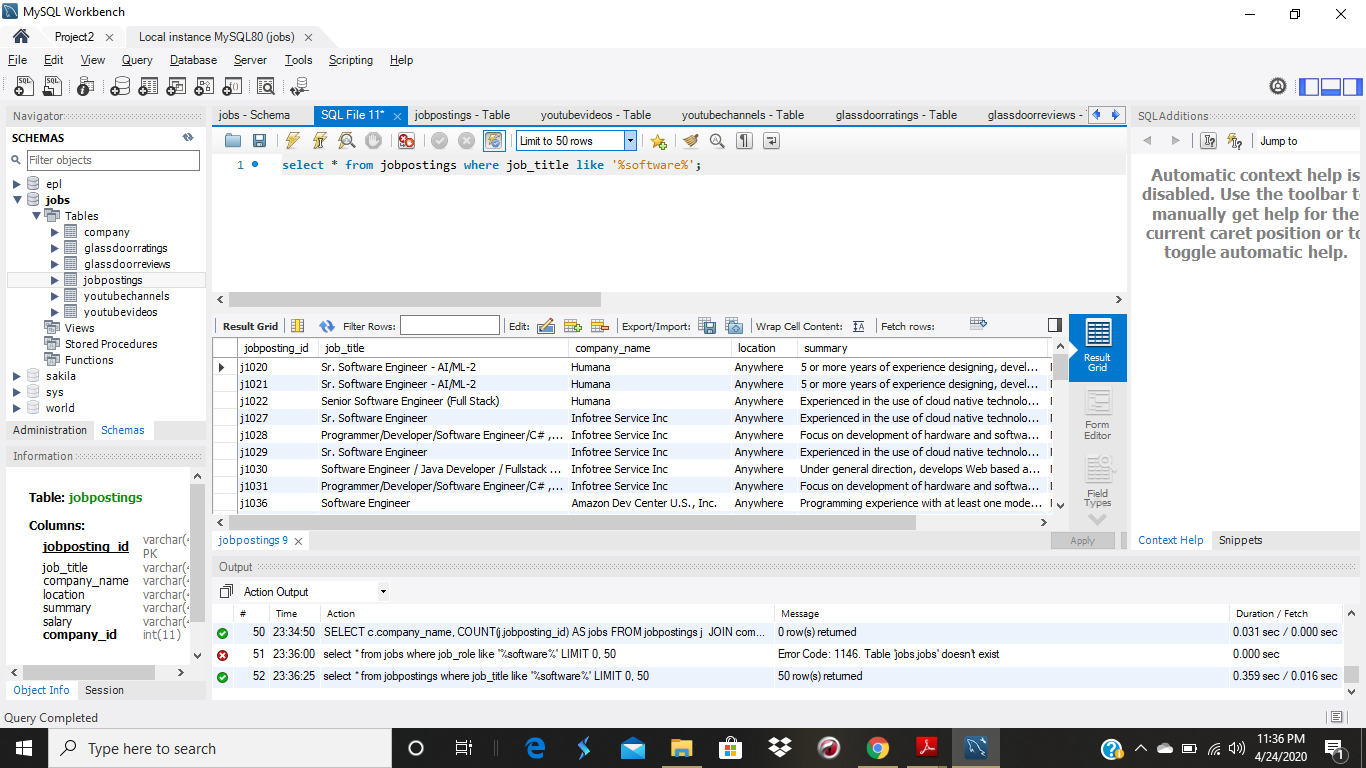 MySQL Workbench
Project2
Local instance MySQL80 (jobs)
File Edit View Query Database Server Tools Scripting Help
Navigator
SCHEMAS
Filter objects
epl
jobs
Tables
company
glassdoorratings
glassdoorreviews
jobpostings
youtubechannels
youtubevideos
Views
Stored Procedures
Functions
sakila
sys
world
Administration Schemas
Information
Table: jobpostings
Columns:
jobposting_id varchar(4
PK
job_title varchar(4
company_name varchar(4
location varchar(4
summary varchar(4
salary varchar(4
company_id int(11)
Object Info Session
Query Completed
jobs - Schema SQL File 11* jobpostings - Table youtubevideos - Table youtubechannels - Table glassdoorratings - Table glassdoorreviews -
Limit to 50 rows
1 select * from jobpostings where job_title like '%software%';
Result Grid Filter Rows: Edit: Export/Import: Wrap Cell Content: Fetch rows:
jobposting_id job_title company_name location summary
j1020 Sr. Software Engineer - AI/ML-2 Humana Anywhere 5 or more years of experience designing, devel...
j1021 Sr. Software Engineer - AI/ML-2 Humana Anywhere 5 or more years of experience designing, devel...
j1022 Senior Software Engineer (Full Stack) Humana Anywhere Experienced in the use of cloud native technolo...
j1027 Sr. Software Engineer Infotree Service Inc Anywhere Experienced in the use of cloud native technolo...
j1028 Programmer/Developer/Software Engineer/C# ,... Infotree Service Inc Anywhere Focus on development of hardware and softwa...
j1029 Sr. Software Engineer Infotree Service Inc Anywhere Experienced in the use of cloud native technolo...
j1030 Software Engineer / Java Developer / Fullstack ... Infotree Service Inc Anywhere Under general direction, develops Web based a...
j1031 Programmer/Developer/Software Engineer/C# ,... Infotree Service Inc Anywhere Focus on development of hardware and softwa...
j1036 Software Engineer Amazon Dev Center U.S., Inc. Anywhere Programming experience with at least one mode...
Result
Grid
Form
Editor
Field
Types
jobpostings 9
Apply
SQLAdditions
Jump to
Automatic context help is
disabled. Use the toolbar t
manually get help for the
current caret position or to
toggle automatic help.
Context Help Snippets
Output
Action Output
# Time Action Message Duration / Fetch
50 23:34:50 SELECT c.company_name, COUNT(j.jobposting_id) AS jobs FROM jobpostings j JOIN com... 0 row(s) returned 0.031 sec / 0.000 sec
51 23:36:00 select * from jobs where job_role like '%software%' LIMIT 0, 50 Error Code: 1146. Table 'jobs.jobs' doesn't exist 0.000 sec
52 23:36:25 select * from jobpostings where job_title like '%software%' LIMIT 0, 50 50 row(s) returned 0.359 sec / 0.016 sec
Type here to search
11:36 PM
4/24/2020
1